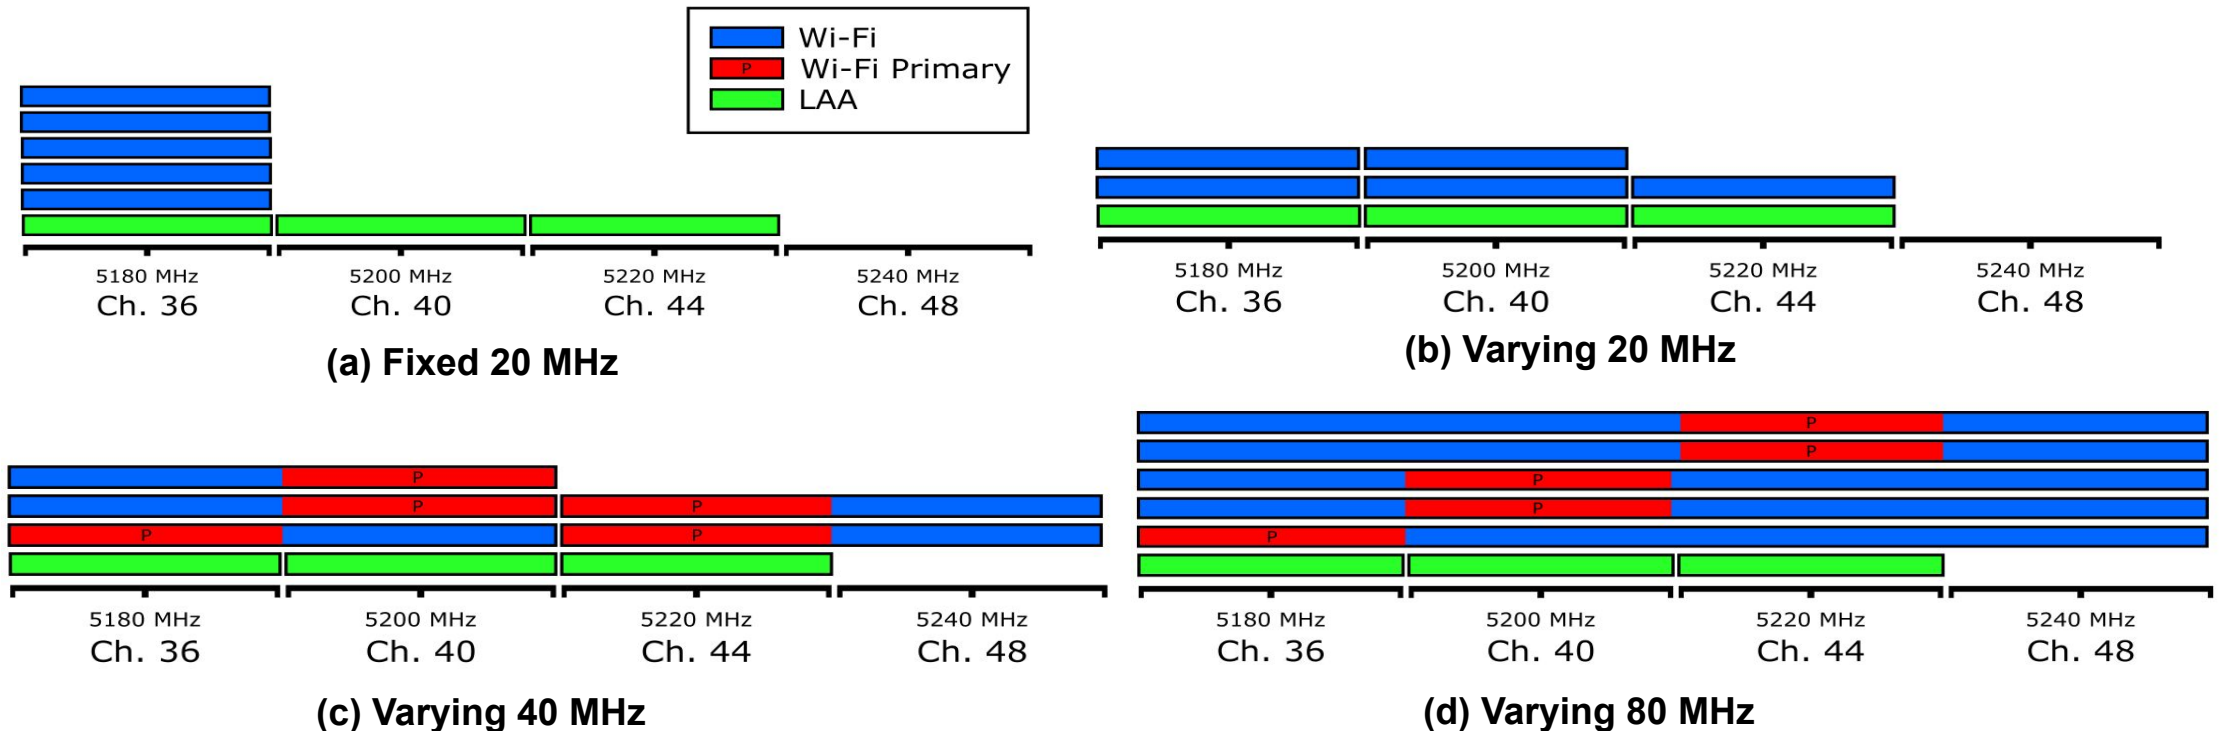 Wi-Fi
P Wi-Fi Primary
LAA
5180 MHz 5200 MHz 5220 MHz 5240 MHz
Ch. 36 Ch. 40 Ch. 44 Ch. 48
(a) Fixed 20 MHz
5180 MHz 5200 MHz 5220 MHz 5240 MHz
Ch. 36 Ch. 40 Ch. 44 Ch. 48
(b) Varying 20 MHz
P
P P
P P
5180 MHz 5200 MHz 5220 MHz 5240 MHz
Ch. 36 Ch. 40 Ch. 44 Ch. 48
(c) Varying 40 MHz
P
P
P
P
P
5180 MHz 5200 MHz 5220 MHz 5240 MHz
Ch. 36 Ch. 40 Ch. 44 Ch. 48
(d) Varying 80 MHz